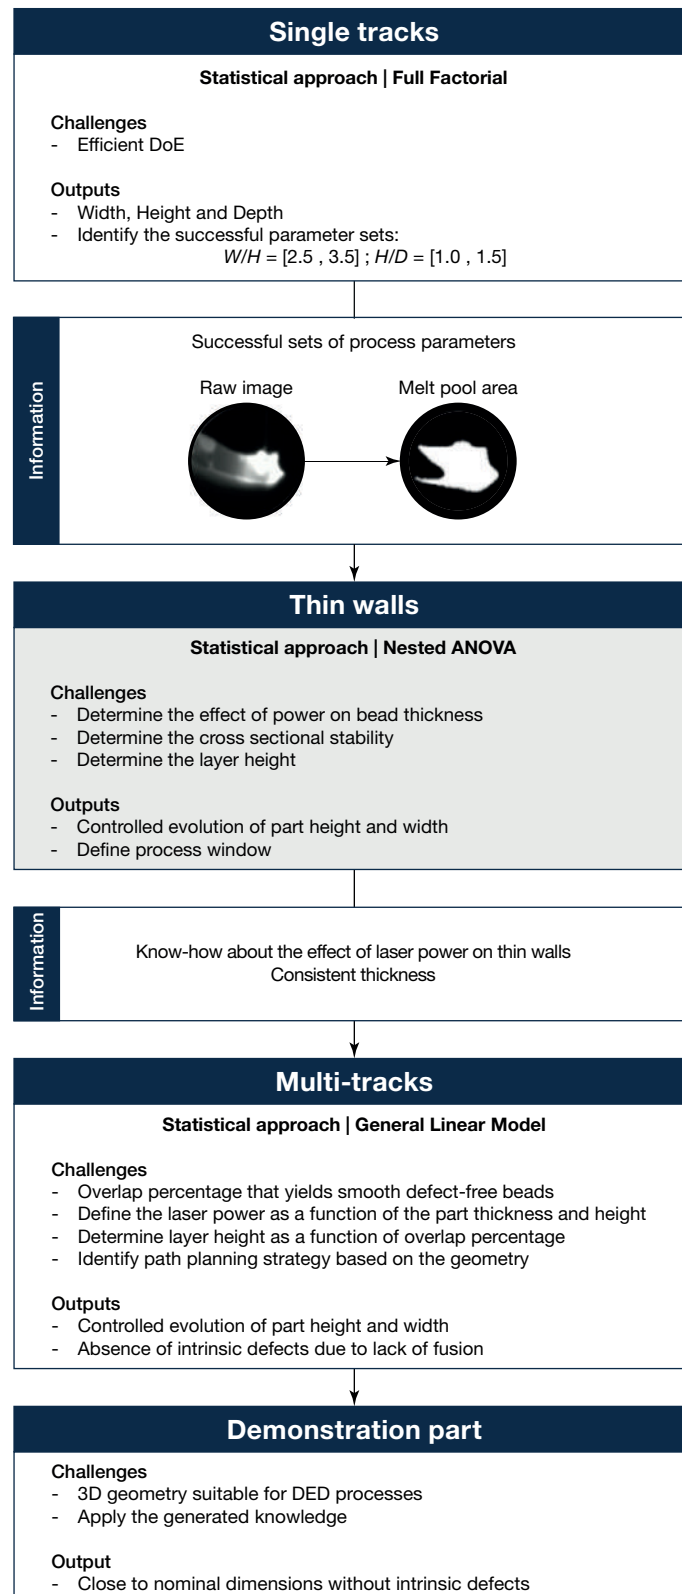 Single tracks
Statistical approach | Full Factorial
Challenges
- Efficient DoE
Outputs
- Width, Height and Depth
- Identify the successful parameter sets:
W/H = [2.5 , 3.5] ; H/D = [1.0 , 1.5]
Information
Successful sets of process parameters
Raw image
Melt pool area
Thin walls
Statistical approach | Nested ANOVA
Challenges
- Determine the effect of power on bead thickness
- Determine the cross sectional stability
- Determine the layer height
Outputs
- Controlled evolution of part height and width
- Define process window
Information
Know-how about the effect of laser power on thin walls
Consistent thickness
Multi-tracks
Statistical approach | General Linear Model
Challenges
- Overlap percentage that yields smooth defect-free beads
- Define the laser power as a function of the part thickness and height
- Determine layer height as a function of overlap percentage
- Identify path planning strategy based on the geometry
Outputs
- Controlled evolution of part height and width
- Absence of intrinsic defects due to lack of fusion
Demonstration part
Challenges
- 3D geometry suitable for DED processes
- Apply the generated knowledge
Output
- Close to nominal dimensions without intrinsic defects